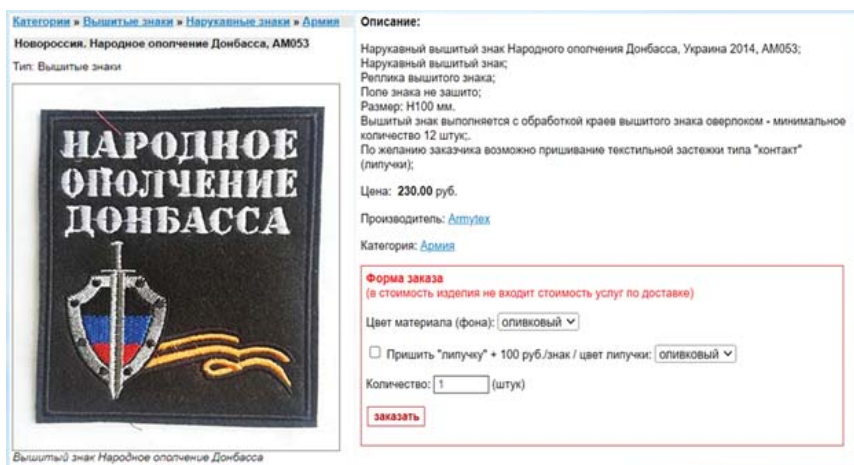 Категории » Вышитые знаки » Нарукавные знаки » Армия
Новороссия. Народное ополчение Донбасса, АМ053
Тип: Вышитые знаки
НАРОДНОЕ
ОПОЛЧЕНИЕ
ДОНБАССА
Вышитый знак Народное ополчение Донбасса
Описание:
Нарукавный вышитый знак Народного ополчения Донбасса, Украина 2014, АМ053;
Нарукавный вышитый знак;
Реплика вышитого знака;
Поле знака не зашито;
Размер: Н100 мм.
Вышитый знак выполняется с обработкой краев вышитого знака оверлоком - минимальное
количество 12 штук;.
По желанию заказчика возможно пришивание текстильной застежки типа "контакт"
(липучки);
Цена: 230.00 руб.
Производитель: Armytex
Категория: Армия
Форма заказа
(в стоимость изделия не входит стоимость услуг по доставке)
Цвет материала (фона): оливковый
Пришить "липучку" + 100 руб./знак / цвет липучки: оливковый
Количество: 1 (штук)
заказать